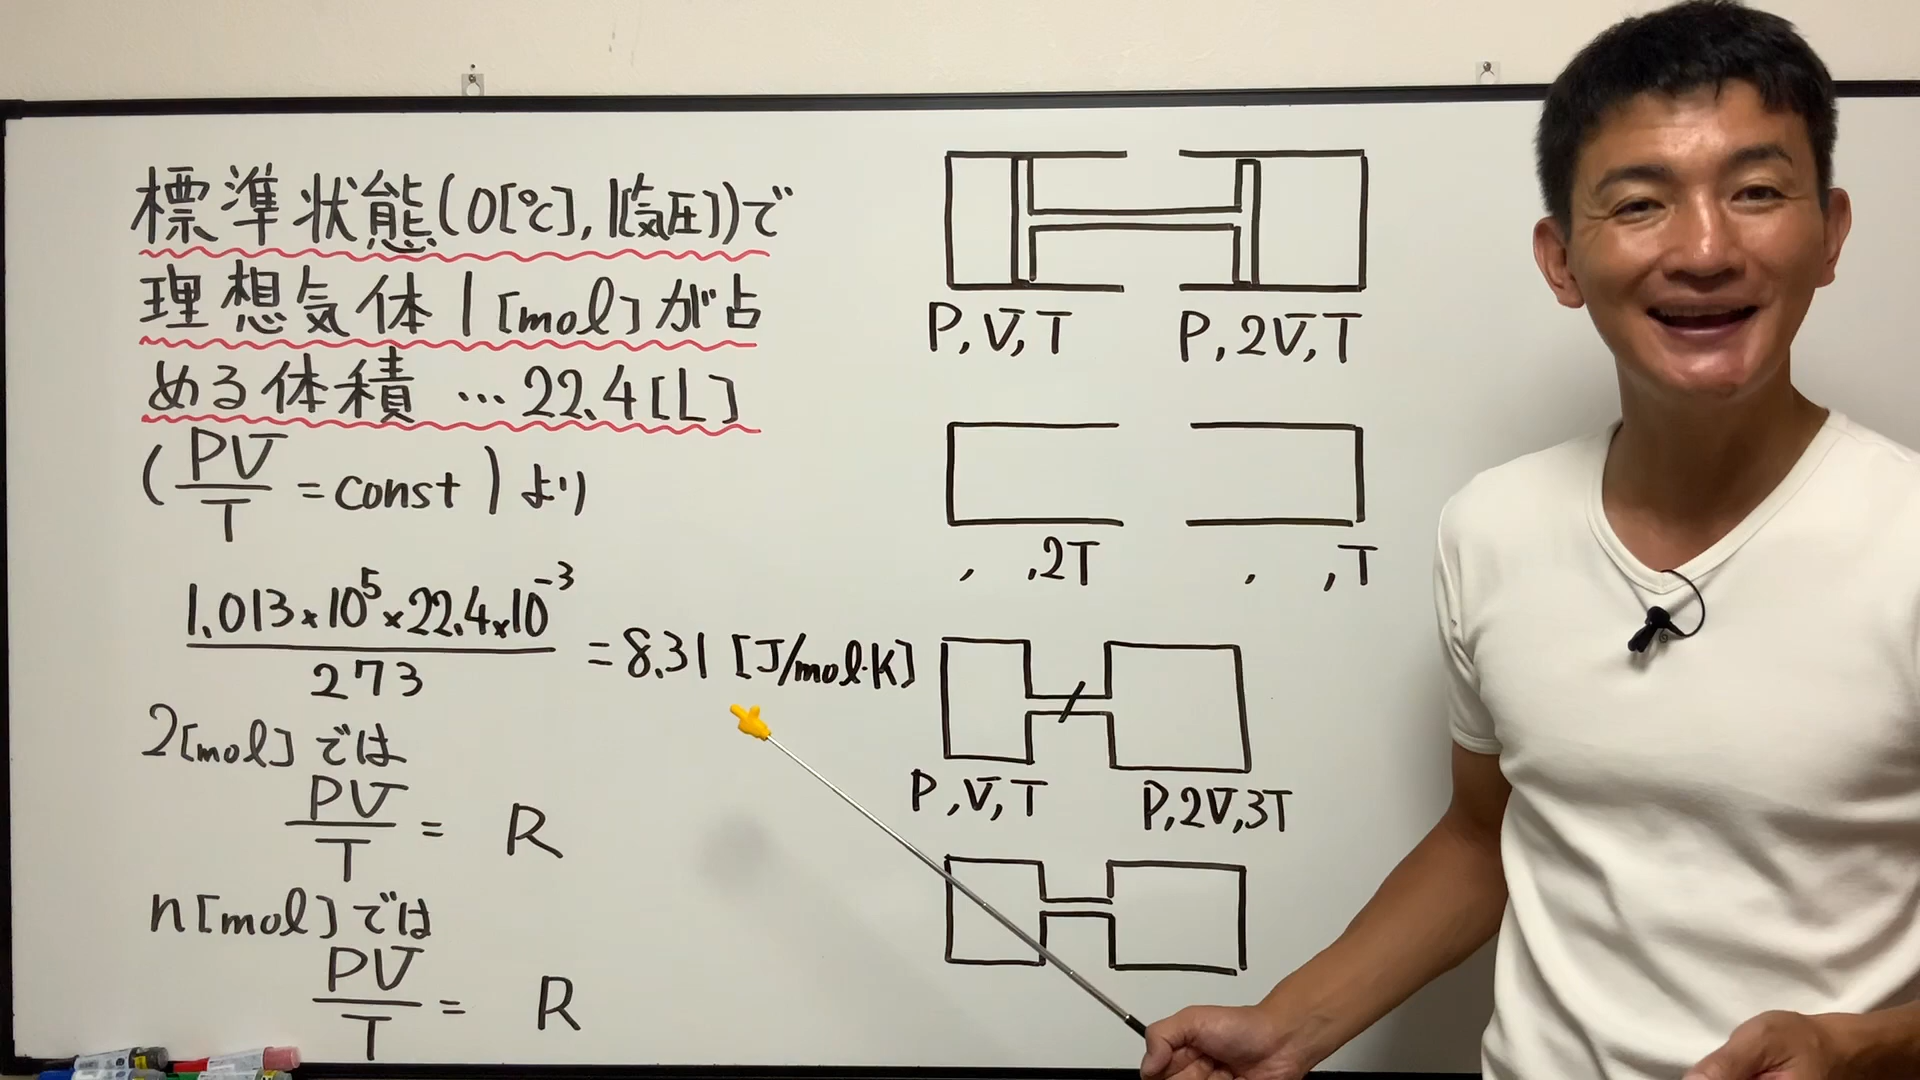 標準状態(0[℃], 1[気圧])で
理想気体1[mol]が占
める体積 … 22.4[L]
(PV/T = const)より
1.013×10⁵×22.4×10⁻³/273 = 8.31 [J/mol·K]
2[mol]では
PV/T = R
n[mol]では
PV/T = R
P,V,T P,2V,T
, ,2T , ,T
P,V,T P,2V,3T